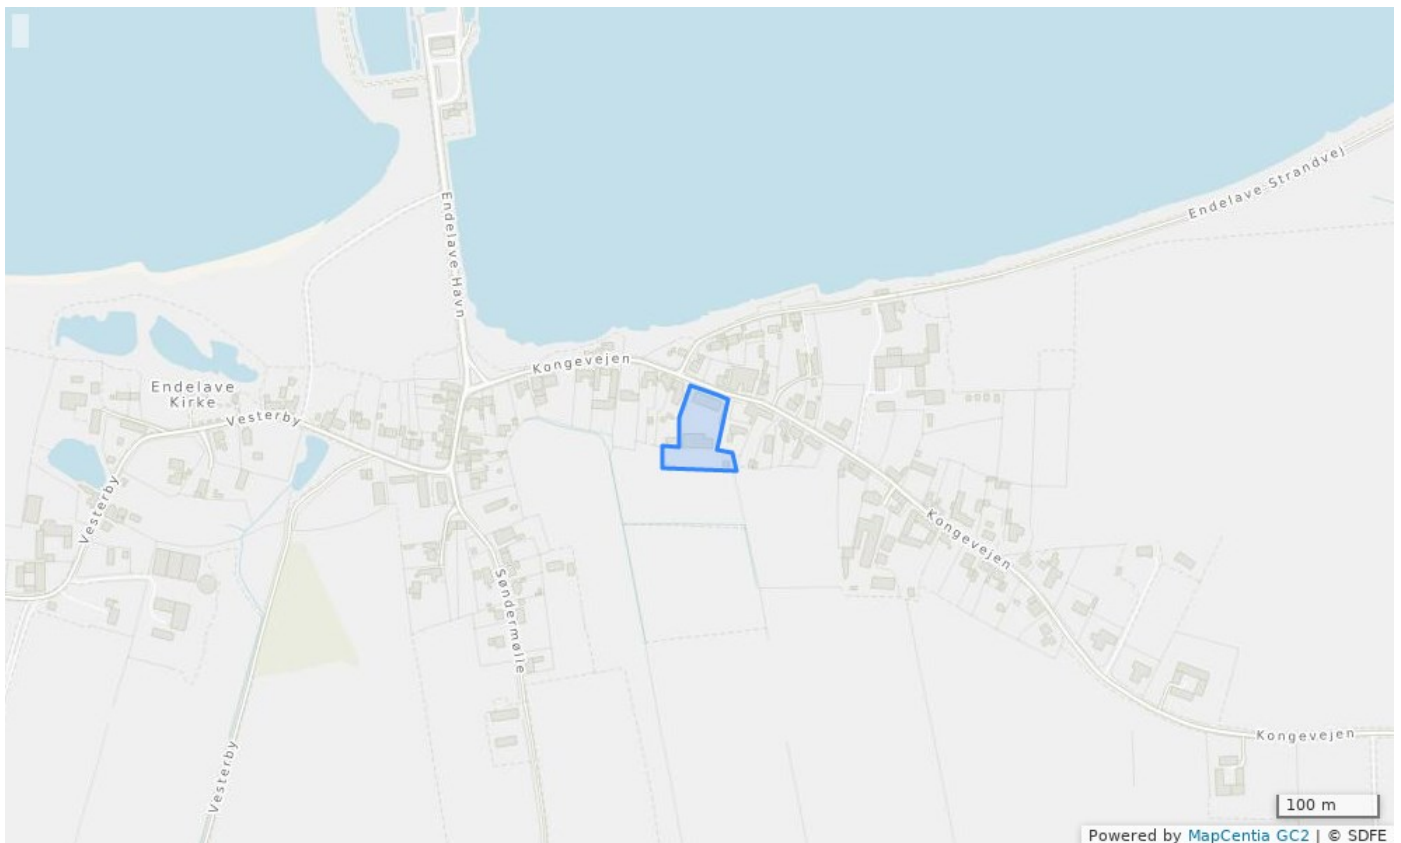 Endelave Strandvej
Endelave Havn
Kongevejen
Endelave
Kirke
Vesterby
Vesterby
Kongevejen
Søndermølle
Vesterby
Kongevejen
100 m
Powered by MapCentia GC2 | © SDFE